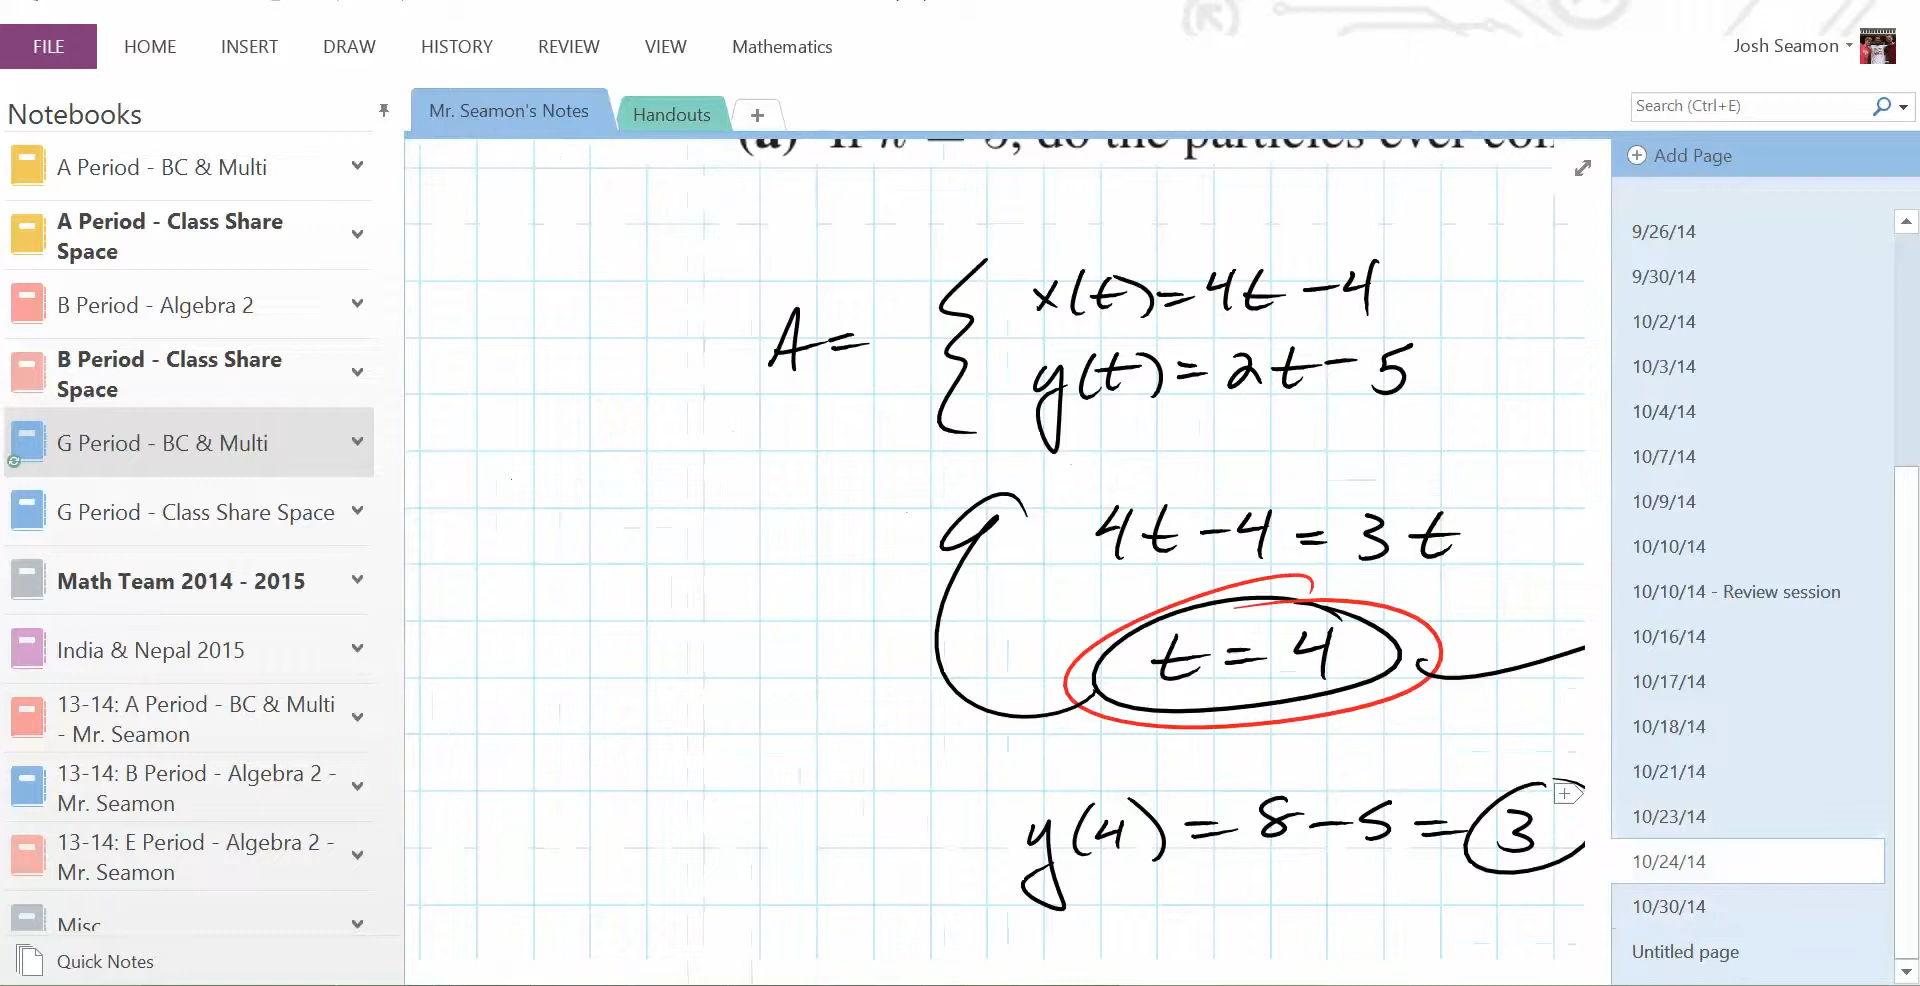 FILE HOME INSERT DRAW HISTORY REVIEW VIEW Mathematics
Josh Seamon
Notebooks
A Period - BC & Multi
A Period - Class Share
Space
B Period - Algebra 2
B Period - Class Share
Space
G Period - BC & Multi
G Period - Class Share Space
Math Team 2014 - 2015
India & Nepal 2015
13-14: A Period - BC & Multi
- Mr. Seamon
13-14: B Period - Algebra 2 -
Mr. Seamon
13-14: E Period - Algebra 2 -
Mr. Seamon
Misc
Quick Notes
Mr. Seamon's Notes Handouts +
Search (Ctrl+E)
do the particles ever
A = { x(t) = 4t - 4
y(t) = 2t - 5
4t - 4 = 3t
t = 4
y(4) = 8 - 5 = 3
Add Page
9/26/14
9/30/14
10/2/14
10/3/14
10/4/14
10/7/14
10/9/14
10/10/14
10/10/14 - Review session
10/16/14
10/17/14
10/18/14
10/21/14
10/23/14
10/24/14
10/30/14
Untitled page